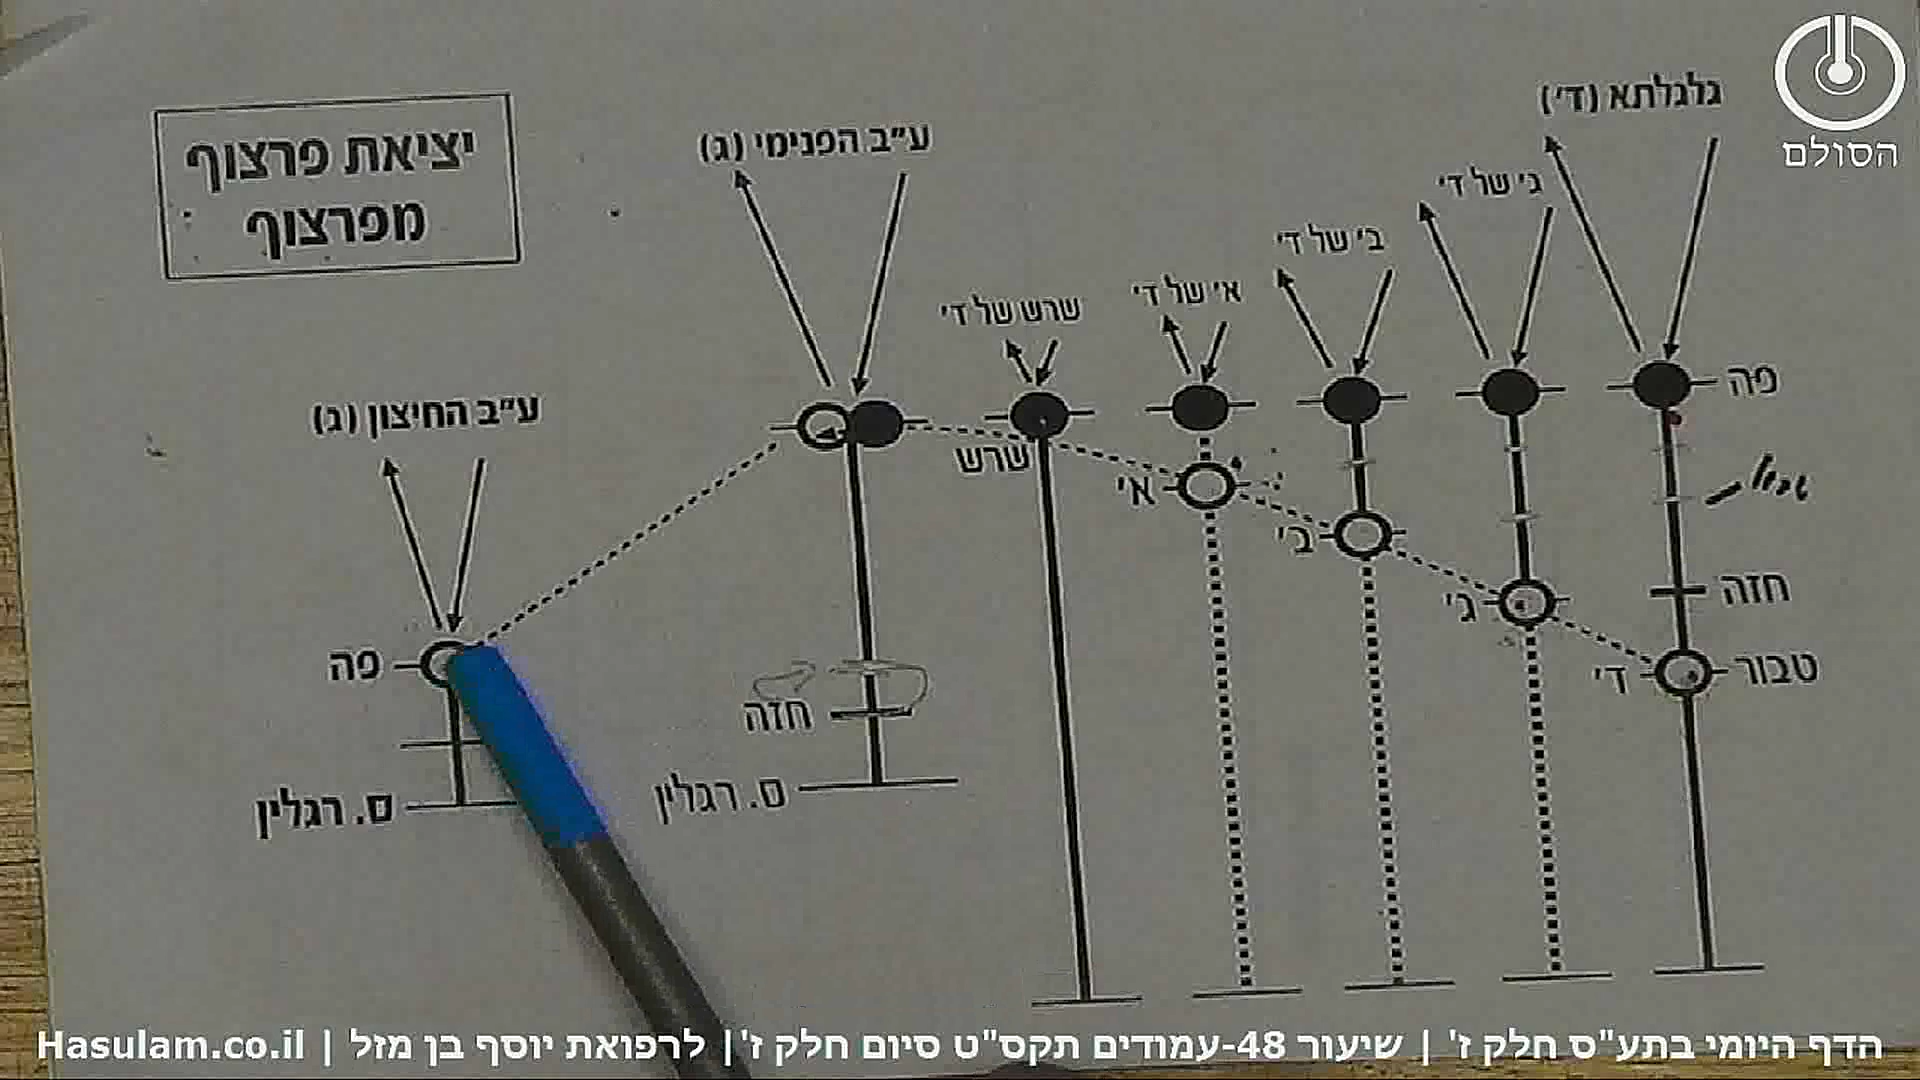 הסולם
יציאת פרצוף
מפרצוף
גלגלתא (ד')
ג' של ד'
ב' של ד'
א' של ד'
שרש של ד'
ע"ב הפנימי (ג)
ע"ב החיצון (ג)
פה
חזה
טבור
ד'
ג'
ב'
א'
שרש
חזה
ס. רגלין
פה
ס. רגלין
הדף היומי בתע"ס חלק ז' | שיעור 48-עמודים תקס"ט סיום חלק ז' | לרפואת יוסף בן מזל | Hasulam.co.il